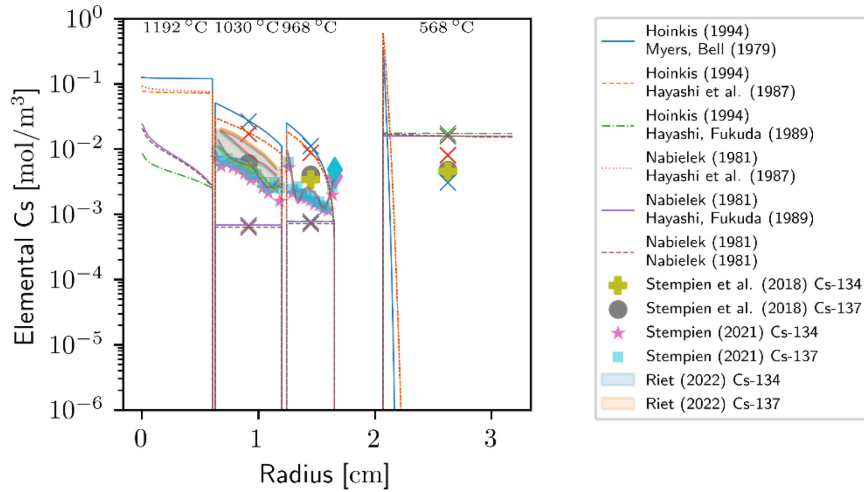 1192 °C 1030 °C 968 °C 568 °C
10⁰
10⁻¹
10⁻²
10⁻³
10⁻⁴
10⁻⁵
10⁻⁶
Elemental Cs [mol/m³]
0 1 2 3
Radius [cm]
Hoinkis (1994)
Myers, Bell (1979)
Hoinkis (1994)
Hayashi et al. (1987)
Hoinkis (1994)
Hayashi, Fukuda (1989)
Nabielek (1981)
Hayashi et al. (1987)
Nabielek (1981)
Hayashi, Fukuda (1989)
Nabielek (1981)
Nabielek (1981)
Stempien et al. (2018) Cs-134
Stempien et al. (2018) Cs-137
Stempien (2021) Cs-134
Stempien (2021) Cs-137
Riet (2022) Cs-134
Riet (2022) Cs-137